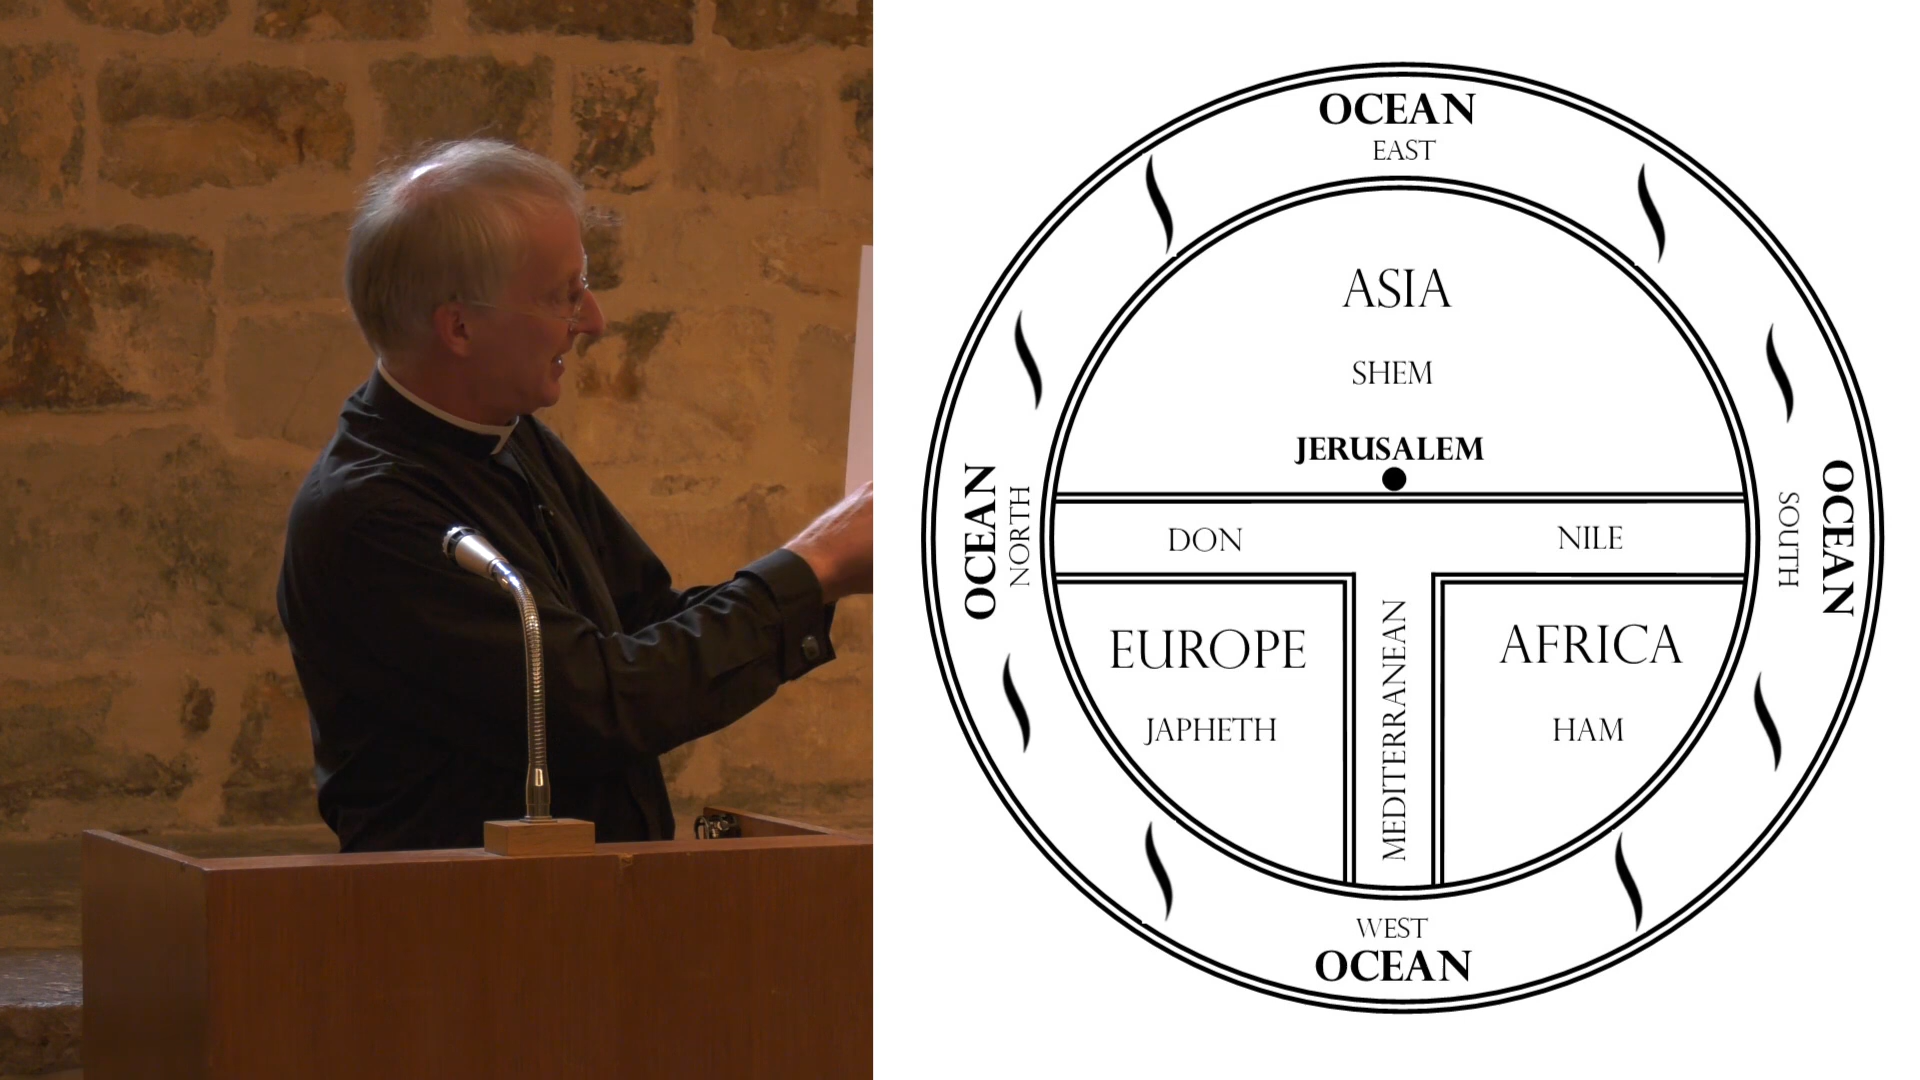 OCEAN
EAST
ASIA
SHEM
JERUSALEM
OCEAN
NORTH
DON
NILE
SOUTH
OCEAN
EUROPE
JAPHETH
MEDITERRANEAN
AFRICA
HAM
WEST
OCEAN